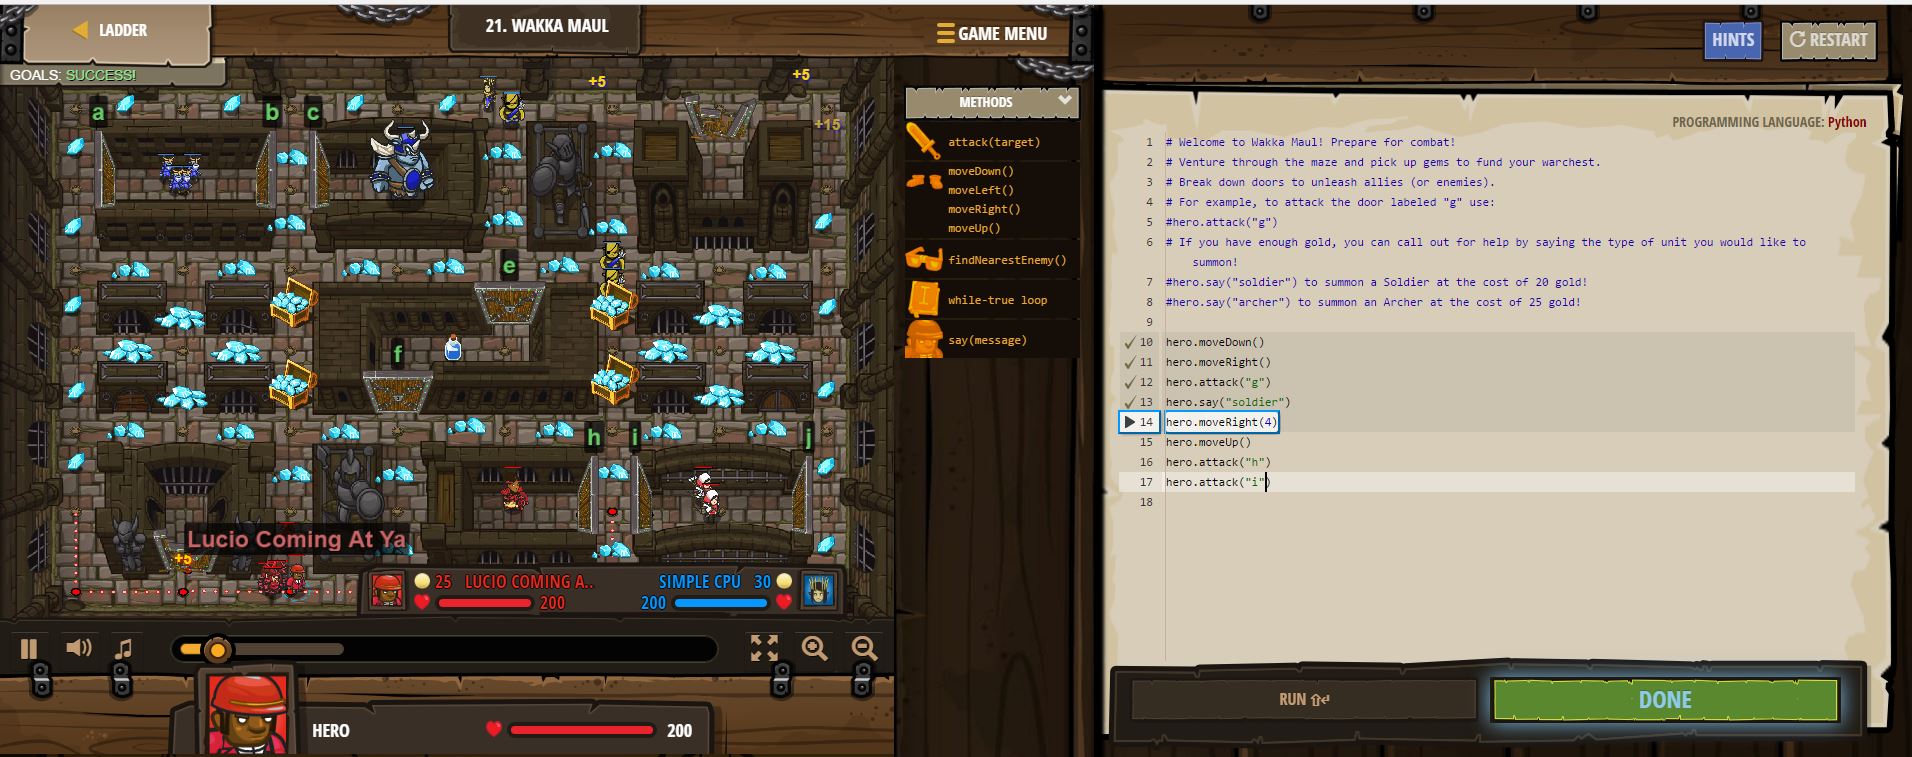 LADDER
21. WAKKA MAUL
GAME MENU
HINTS
RESTART
GOALS: SUCCESS!
+5
+5
+15
a
b
c
e
f
h
i
j
+5
Lucio Coming At Ya
25 LUCIO COMING A..
200
SIMPLE CPU 30
200
HERO
200
METHODS
attack(target)
moveDown()
moveLeft()
moveRight()
moveUp()
findNearestEnemy()
while-true loop
say(message)
PROGRAMMING LANGUAGE: Python
1 # Welcome to Wakka Maul! Prepare for combat!
2 # Venture through the maze and pick up gems to fund your warchest.
3 # Break down doors to unleash allies (or enemies).
4 # For example, to attack the door labeled "g" use:
5 #hero.attack("g")
6 # If you have enough gold, you can call out for help by saying the type of unit you would like to
summon!
7 #hero.say("soldier") to summon a Soldier at the cost of 20 gold!
8 #hero.say("archer") to summon an Archer at the cost of 25 gold!
9
10 hero.moveDown()
11 hero.moveRight()
12 hero.attack("g")
13 hero.say("soldier")
14 hero.moveRight(4)
15 hero.moveUp()
16 hero.attack("h")
17 hero.attack("i")
18
RUN
DONE